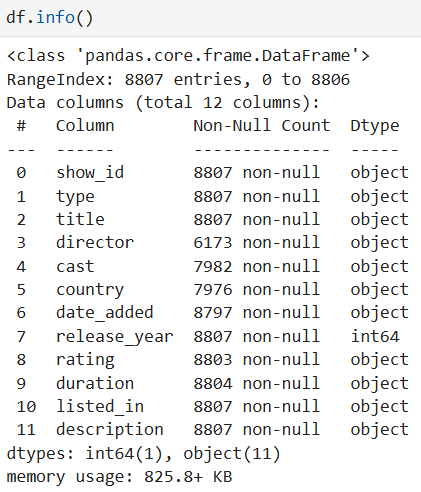 df.info()
<class 'pandas.core.frame.DataFrame'>
RangeIndex: 8807 entries, 0 to 8806
Data columns (total 12 columns):
 #   Column        Non-Null Count  Dtype
---  ------        --------------  -----
 0   show_id       8807 non-null   object
 1   type          8807 non-null   object
 2   title         8807 non-null   object
 3   director      6173 non-null   object
 4   cast          7982 non-null   object
 5   country       7976 non-null   object
 6   date_added    8797 non-null   object
 7   release_year  8807 non-null   int64
 8   rating        8803 non-null   object
 9   duration      8804 non-null   object
 10  listed_in     8807 non-null   object
 11  description   8807 non-null   object
dtypes: int64(1), object(11)
memory usage: 825.8+ KB